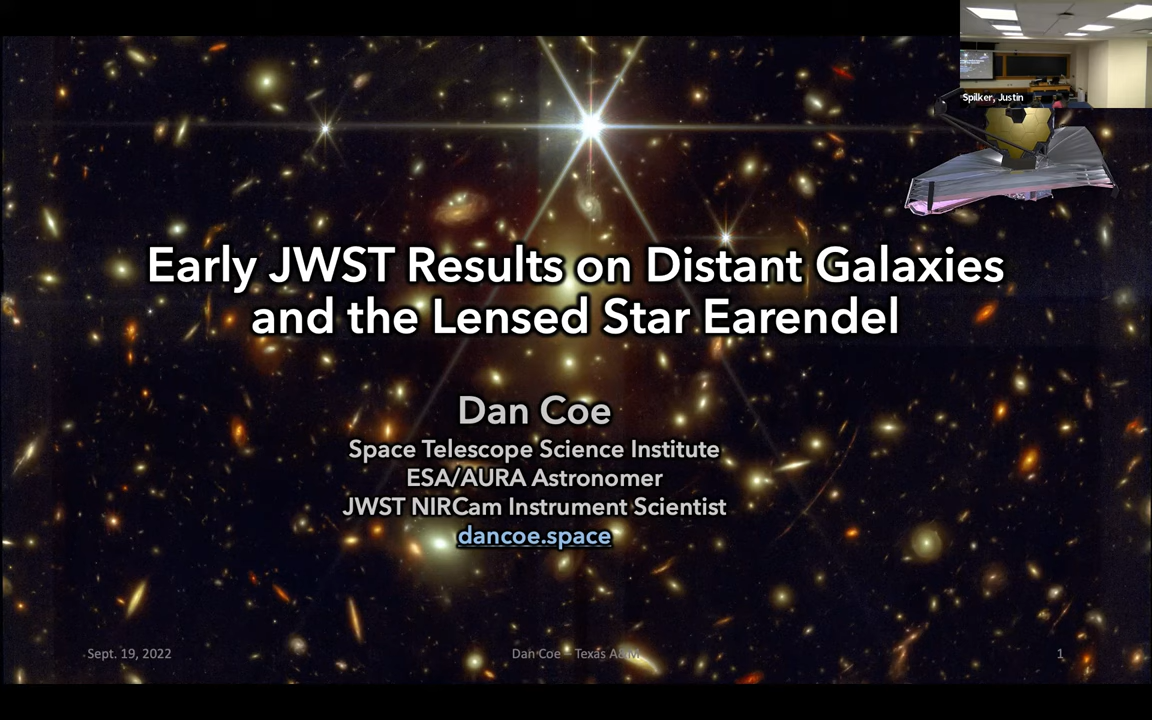 Spilker, Justin
Early JWST Results on Distant Galaxies
and the Lensed Star Earendel
Dan Coe
Space Telescope Science Institute
ESA/AURA Astronomer
JWST NIRCam Instrument Scientist
dancoe.space
Sept. 19, 2022
Dan Coe – Texas A&M
1